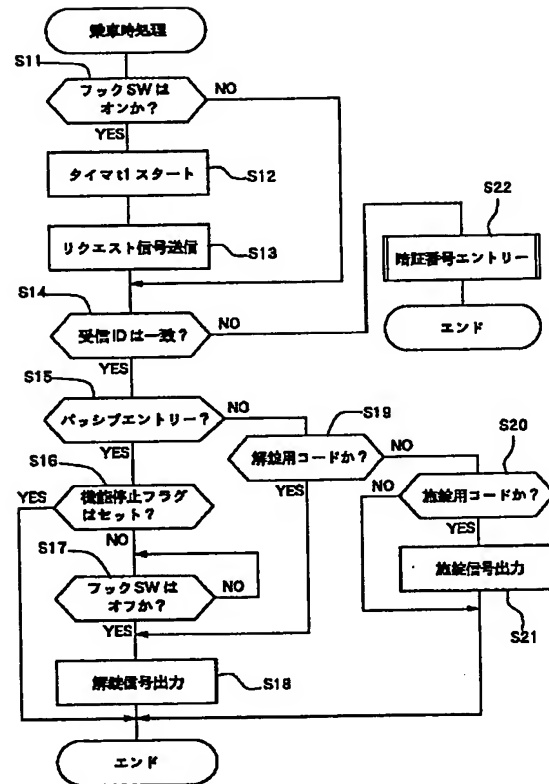 乗車時処理
S11
フックSWは
オンか？
NO
YES
タイマt1スタート
S12
リクエスト信号送信
S13
S22
暗証番号エントリー
エンド
S14
受信IDは一致？
NO
YES
S15
パッシブエントリー？
NO
YES
S19
解錠用コードか？
NO
YES
S20
施錠用コードか？
NO
YES
S16
機能停止フラグ
はセット？
YES
NO
S17
フックSWは
オフか？
NO
YES
施錠信号出力
S21
解錠信号出力
S18
エンド